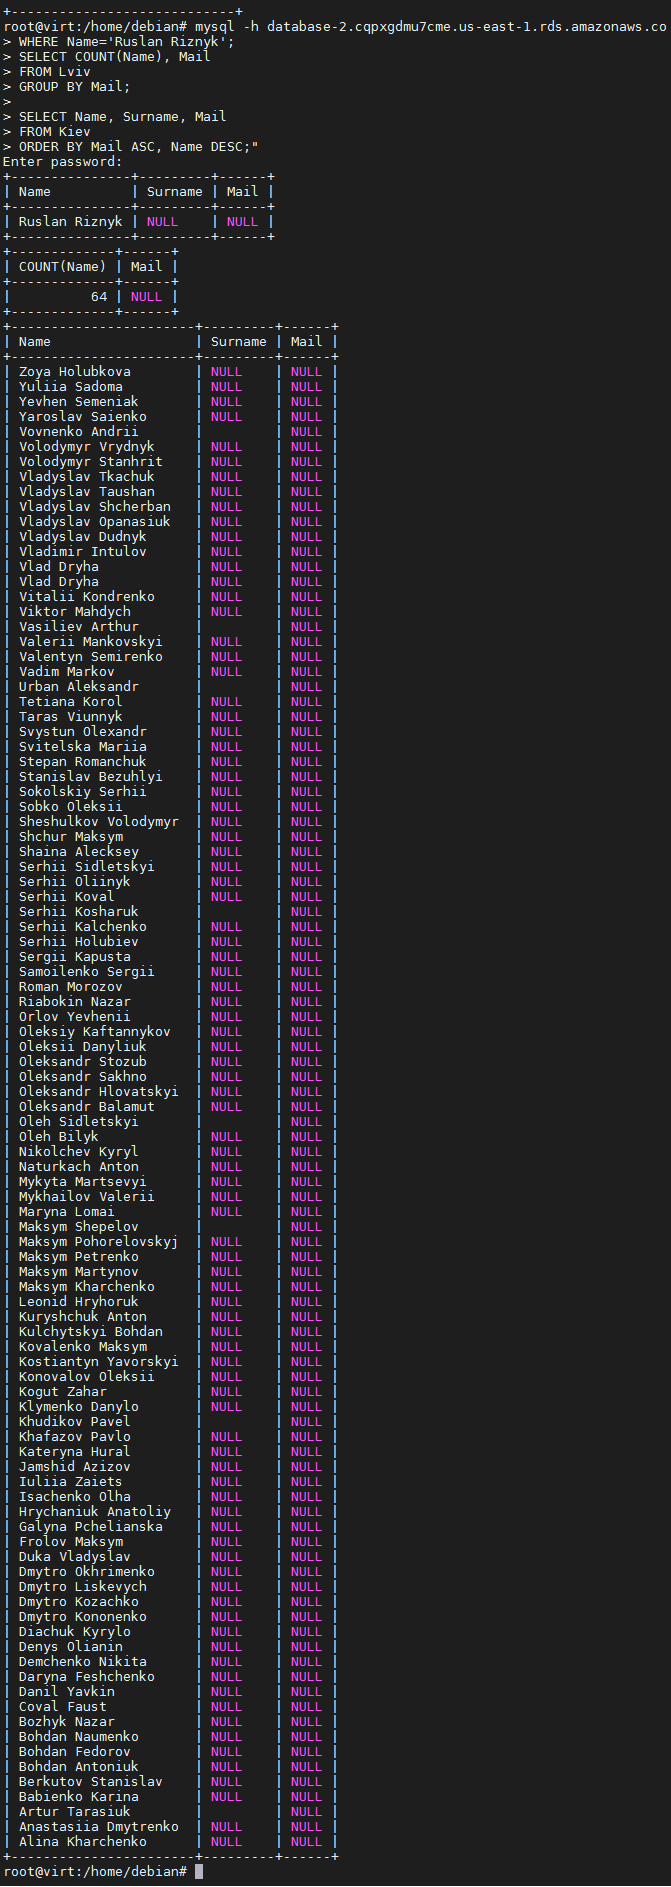 +----------------------------+
root@virt:/home/debian# mysql -h database-2.cqpxgdmu7cme.us-east-1.rds.amazonaws.co
> WHERE Name='Ruslan Riznyk';
> SELECT COUNT(Name), Mail
> FROM Lviv
> GROUP BY Mail;
>
> SELECT Name, Surname, Mail
> FROM Kiev
> ORDER BY Mail ASC, Name DESC;"
Enter password:
+---------------+---------+------+
| Name          | Surname | Mail |
+---------------+---------+------+
| Ruslan Riznyk | NULL    | NULL |
+---------------+---------+------+
+-------------+------+
| COUNT(Name) | Mail |
+-------------+------+
|          64 | NULL |
+-------------+------+
+-----------------------+---------+------+
| Name                  | Surname | Mail |
+-----------------------+---------+------+
| Zoya Holubkova        | NULL    | NULL |
| Yuliia Sadoma         | NULL    | NULL |
| Yevhen Semeniak       | NULL    | NULL |
| Yaroslav Saienko      | NULL    | NULL |
| Vovnenko Andrii       |         | NULL |
| Volodymyr Vrydnyk     | NULL    | NULL |
| Volodymyr Stanhrit    | NULL    | NULL |
| Vladyslav Tkachuk     | NULL    | NULL |
| Vladyslav Taushan     | NULL    | NULL |
| Vladyslav Shcherban   | NULL    | NULL |
| Vladyslav Opanasiuk   | NULL    | NULL |
| Vladyslav Dudnyk      | NULL    | NULL |
| Vladimir Intulov      | NULL    | NULL |
| Vlad Dryha            | NULL    | NULL |
| Vlad Dryha            | NULL    | NULL |
| Vitalii Kondrenko     | NULL    | NULL |
| Viktor Mahdych        | NULL    | NULL |
| Vasiliev Arthur       |         | NULL |
| Valerii Mankovskyi    | NULL    | NULL |
| Valentyn Semirenko    | NULL    | NULL |
| Vadim Markov          | NULL    | NULL |
| Urban Aleksandr       |         | NULL |
| Tetiana Korol         | NULL    | NULL |
| Taras Viunnyk         | NULL    | NULL |
| Svystun Olexandr      | NULL    | NULL |
| Svitelska Mariia      | NULL    | NULL |
| Stepan Romanchuk      | NULL    | NULL |
| Stanislav Bezuhlyi    | NULL    | NULL |
| Sokolskiy Serhii      | NULL    | NULL |
| Sobko Oleksii         | NULL    | NULL |
| Sheshulkov Volodymyr  | NULL    | NULL |
| Shchur Maksym         | NULL    | NULL |
| Shaina Alecksey       | NULL    | NULL |
| Serhii Sidletskyi     | NULL    | NULL |
| Serhii Oliinyk        | NULL    | NULL |
| Serhii Koval          | NULL    | NULL |
| Serhii Kosharuk       |         | NULL |
| Serhii Kalchenko      | NULL    | NULL |
| Serhii Holubiev       | NULL    | NULL |
| Sergii Kapusta        | NULL    | NULL |
| Samoilenko Sergii     | NULL    | NULL |
| Roman Morozov         | NULL    | NULL |
| Riabokin Nazar        | NULL    | NULL |
| Orlov Yevhenii        | NULL    | NULL |
| Oleksiy Kaftannykov   | NULL    | NULL |
| Oleksii Danyliuk      | NULL    | NULL |
| Oleksandr Stozub      | NULL    | NULL |
| Oleksandr Sakhno      | NULL    | NULL |
| Oleksandr Hlovatskyi  | NULL    | NULL |
| Oleksandr Balamut     | NULL    | NULL |
| Oleh Sidletskyi       |         | NULL |
| Oleh Bilyk            | NULL    | NULL |
| Nikolchev Kyryl       | NULL    | NULL |
| Naturkach Anton       | NULL    | NULL |
| Mykyta Martsevyi      | NULL    | NULL |
| Mykhailov Valerii     | NULL    | NULL |
| Maryna Lomai          | NULL    | NULL |
| Maksym Shepelov       |         | NULL |
| Maksym Pohorelovskyj  | NULL    | NULL |
| Maksym Petrenko       | NULL    | NULL |
| Maksym Martynov       | NULL    | NULL |
| Maksym Kharchenko     | NULL    | NULL |
| Leonid Hryhoruk       | NULL    | NULL |
| Kuryshchuk Anton      | NULL    | NULL |
| Kulchytskyi Bohdan    | NULL    | NULL |
| Kovalenko Maksym      | NULL    | NULL |
| Kostiantyn Yavorskyi  | NULL    | NULL |
| Konovalov Oleksii     | NULL    | NULL |
| Kogut Zahar           | NULL    | NULL |
| Klymenko Danylo       | NULL    | NULL |
| Khudikov Pavel        |         | NULL |
| Khafazov Pavlo        | NULL    | NULL |
| Kateryna Hural        | NULL    | NULL |
| Jamshid Azizov        | NULL    | NULL |
| Iuliia Zaiets         | NULL    | NULL |
| Isachenko Olha        | NULL    | NULL |
| Hrychaniuk Anatoliy   | NULL    | NULL |
| Galyna Pchelianska    | NULL    | NULL |
| Frolov Maksym         | NULL    | NULL |
| Duka Vladyslav        | NULL    | NULL |
| Dmytro Okhrimenko     | NULL    | NULL |
| Dmytro Liskevych      | NULL    | NULL |
| Dmytro Kozachko       | NULL    | NULL |
| Dmytro Kononenko      | NULL    | NULL |
| Diachuk Kyrylo        | NULL    | NULL |
| Denys Olianin         | NULL    | NULL |
| Demchenko Nikita      | NULL    | NULL |
| Daryna Feshchenko     | NULL    | NULL |
| Danil Yavkin          | NULL    | NULL |
| Coval Faust           | NULL    | NULL |
| Bozhyk Nazar          | NULL    | NULL |
| Bohdan Naumenko       | NULL    | NULL |
| Bohdan Fedorov        | NULL    | NULL |
| Bohdan Antoniuk       | NULL    | NULL |
| Berkutov Stanislav    | NULL    | NULL |
| Babienko Karina       | NULL    | NULL |
| Artur Tarasiuk        |         | NULL |
| Anastasiia Dmytrenko  | NULL    | NULL |
| Alina Kharchenko      | NULL    | NULL |
+-----------------------+---------+------+
root@virt:/home/debian#